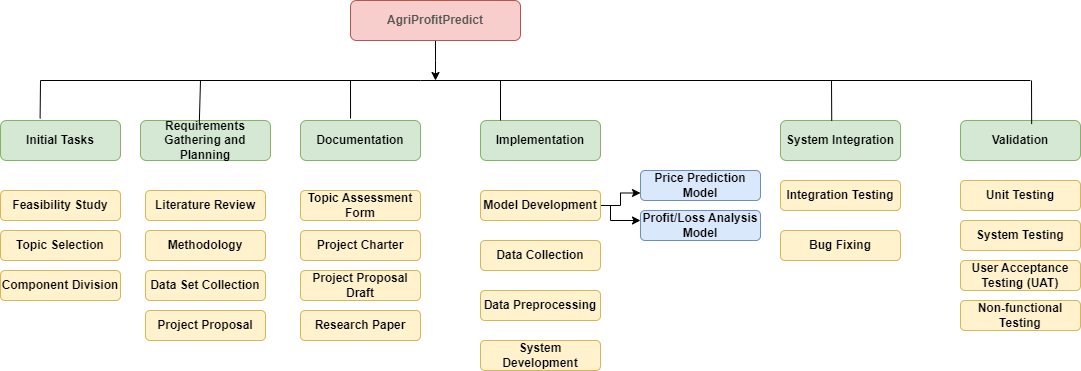 AgriProfitPredict
Initial Tasks
Feasibility Study
Topic Selection
Component Division
Requirements
Gathering and
Planning
Literature Review
Methodology
Data Set Collection
Project Proposal
Documentation
Topic Assessment
Form
Project Charter
Project Proposal
Draft
Research Paper
Implementation
Model Development
Price Prediction
Model
Profit/Loss Analysis
Model
Data Collection
Data Preprocessing
System
Development
System Integration
Integration Testing
Bug Fixing
Validation
Unit Testing
System Testing
User Acceptance
Testing (UAT)
Non-functional
Testing